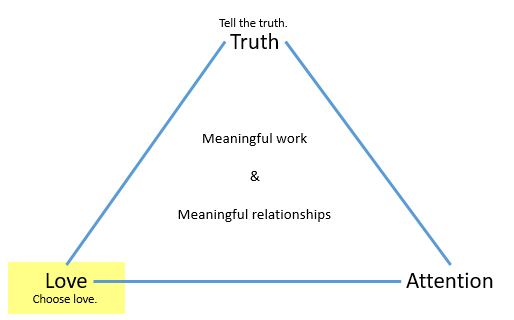 Tell the truth.
Truth
Meaningful work
&
Meaningful relationships
Love
Choose love.
Attention